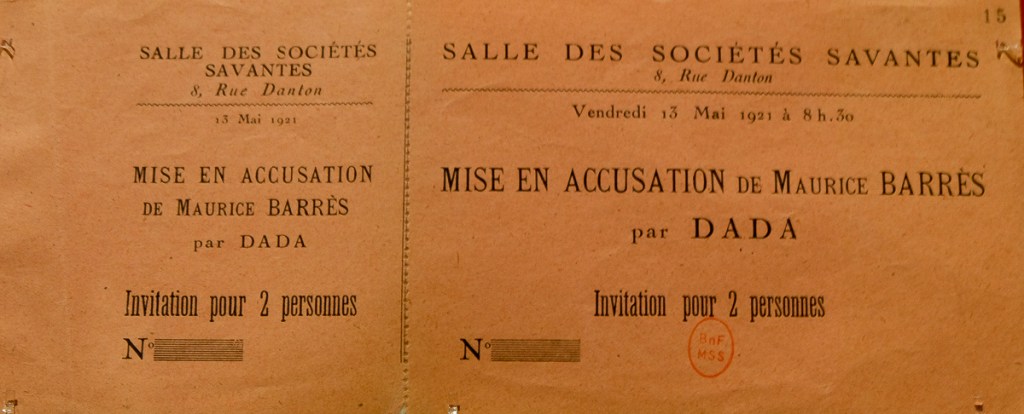 SALLE DES SOCIÉTÉS
SAVANTES
8, Rue Danton
13 Mai 1921
MISE EN ACCUSATION
DE MAURICE BARRÈS
par DADA
Invitation pour 2 personnes
Nº
15
SALLE DES SOCIÉTÉS SAVANTES
8, Rue Danton
Vendredi 13 Mai 1921 à 8 h. 30
MISE EN ACCUSATION DE MAURICE BARRÈS
par DADA
Invitation pour 2 personnes
Nº
BnF
MSS